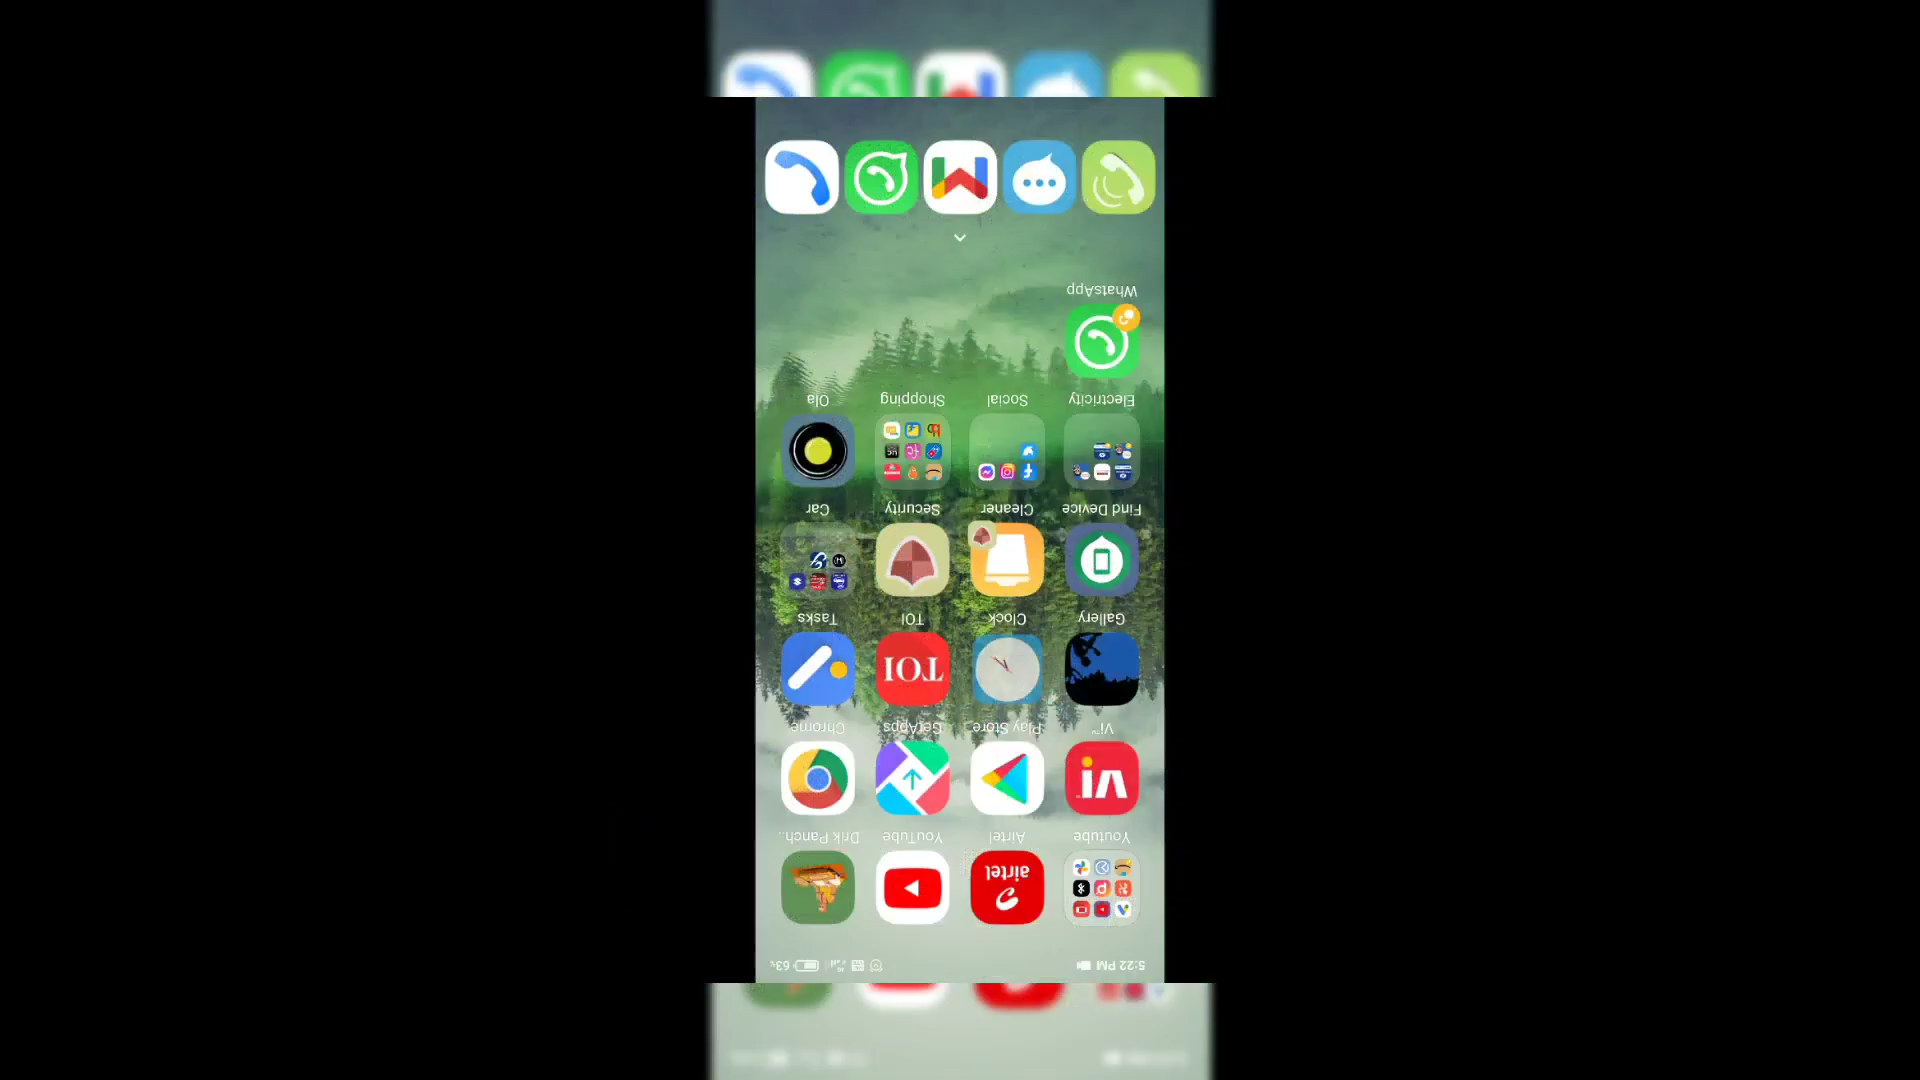 5:22 PM 63%
airtel
Youtube Airtel YouTube Drik Panch..
Vi
Vi™ Play Store GetApps Chrome
TOI
Gallery Clock TOI Tasks
Find Device Cleaner Security Car
Electricity Social Shopping Ola
WhatsApp